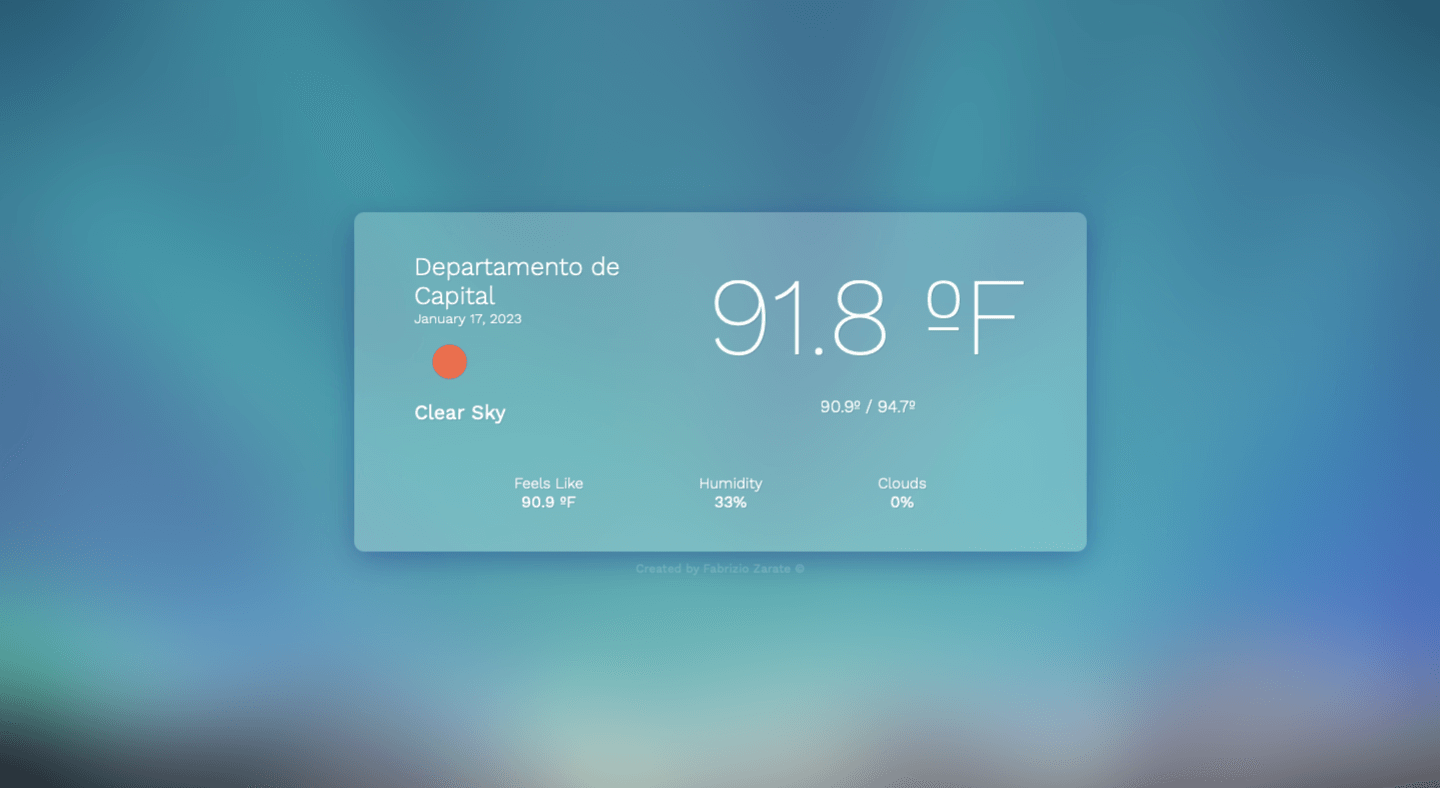 Departamento de
Capital
January 17, 2023
Clear Sky
91.8 ºF
90.9º / 94.7º
Feels Like
90.9 ºF
Humidity
33%
Clouds
0%
Created by Fabrizio Zarate ©